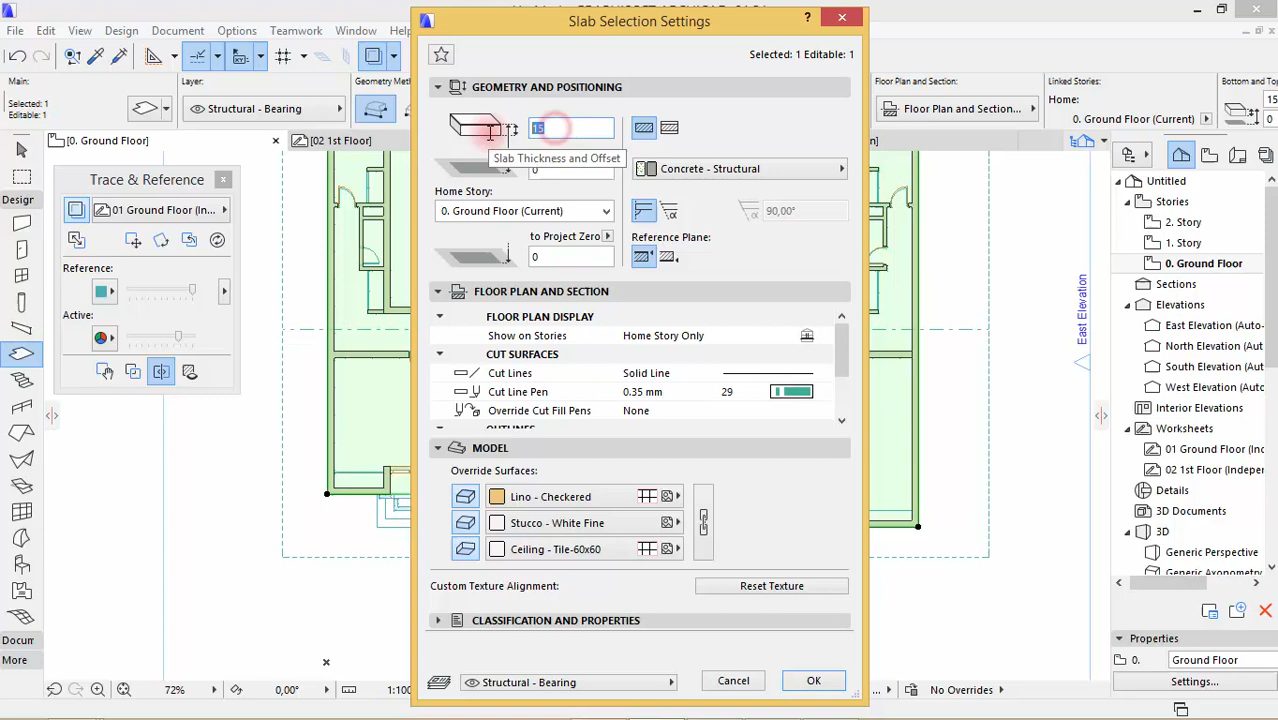 Slab Selection Settings
?
File Edit View Design Document Options Teamwork Window
Selected: 1 Editable: 1
Main:
Selected: 1
Editable: 1
Layer:
Structural - Bearing
Geometry
GEOMETRY AND POSITIONING
15
Slab Thickness and Offset
0
Concrete - Structural
Home Story:
0. Ground Floor (Current)
90,00°
to Project Zero
Reference Plane:
0
FLOOR PLAN AND SECTION
FLOOR PLAN DISPLAY
Show on Stories Home Story Only
CUT SURFACES
Cut Lines Solid Line
Cut Line Pen 0.35 mm 29
Override Cut Fill Pens None
OUTLINES
MODEL
Override Surfaces:
Lino - Checkered
Stucco - White Fine
Ceiling - Tile-60x60
Custom Texture Alignment:
Reset Texture
CLASSIFICATION AND PROPERTIES
Structural - Bearing
Cancel
OK
Floor Plan and Section:
Floor Plan and Section...
Linked Stories:
Home:
0. Ground Floor (Current)
Bottom and
15
0
[0. Ground Floor]
[02 1st Floor]
Trace & Reference
01 Ground Floor (In...
Reference:
Active:
Design
Docum
More
East Elevation
Untitled
Stories
2. Story
1. Story
0. Ground Floor
Sections
Elevations
East Elevation (Auto-
North Elevation (Aut
South Elevation (Aut
West Elevation (Auto
Interior Elevations
Worksheets
01 Ground Floor (Inc
02 1st Floor (Indepe
Details
3D Documents
3D
Generic Perspective
Generic Axonometry
Properties
0. Ground Floor
Settings...
72%
0,00°
1:100
No Overrides